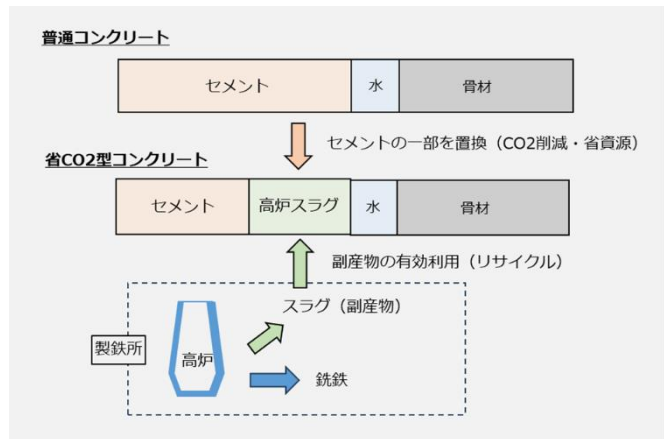 普通コンクリート
セメント 水 骨材
セメントの一部を置換（CO2削減・省資源）
省CO2型コンクリート
セメント 高炉スラグ 水 骨材
副産物の有効利用（リサイクル）
スラグ（副産物）
製鉄所
高炉
銑鉄